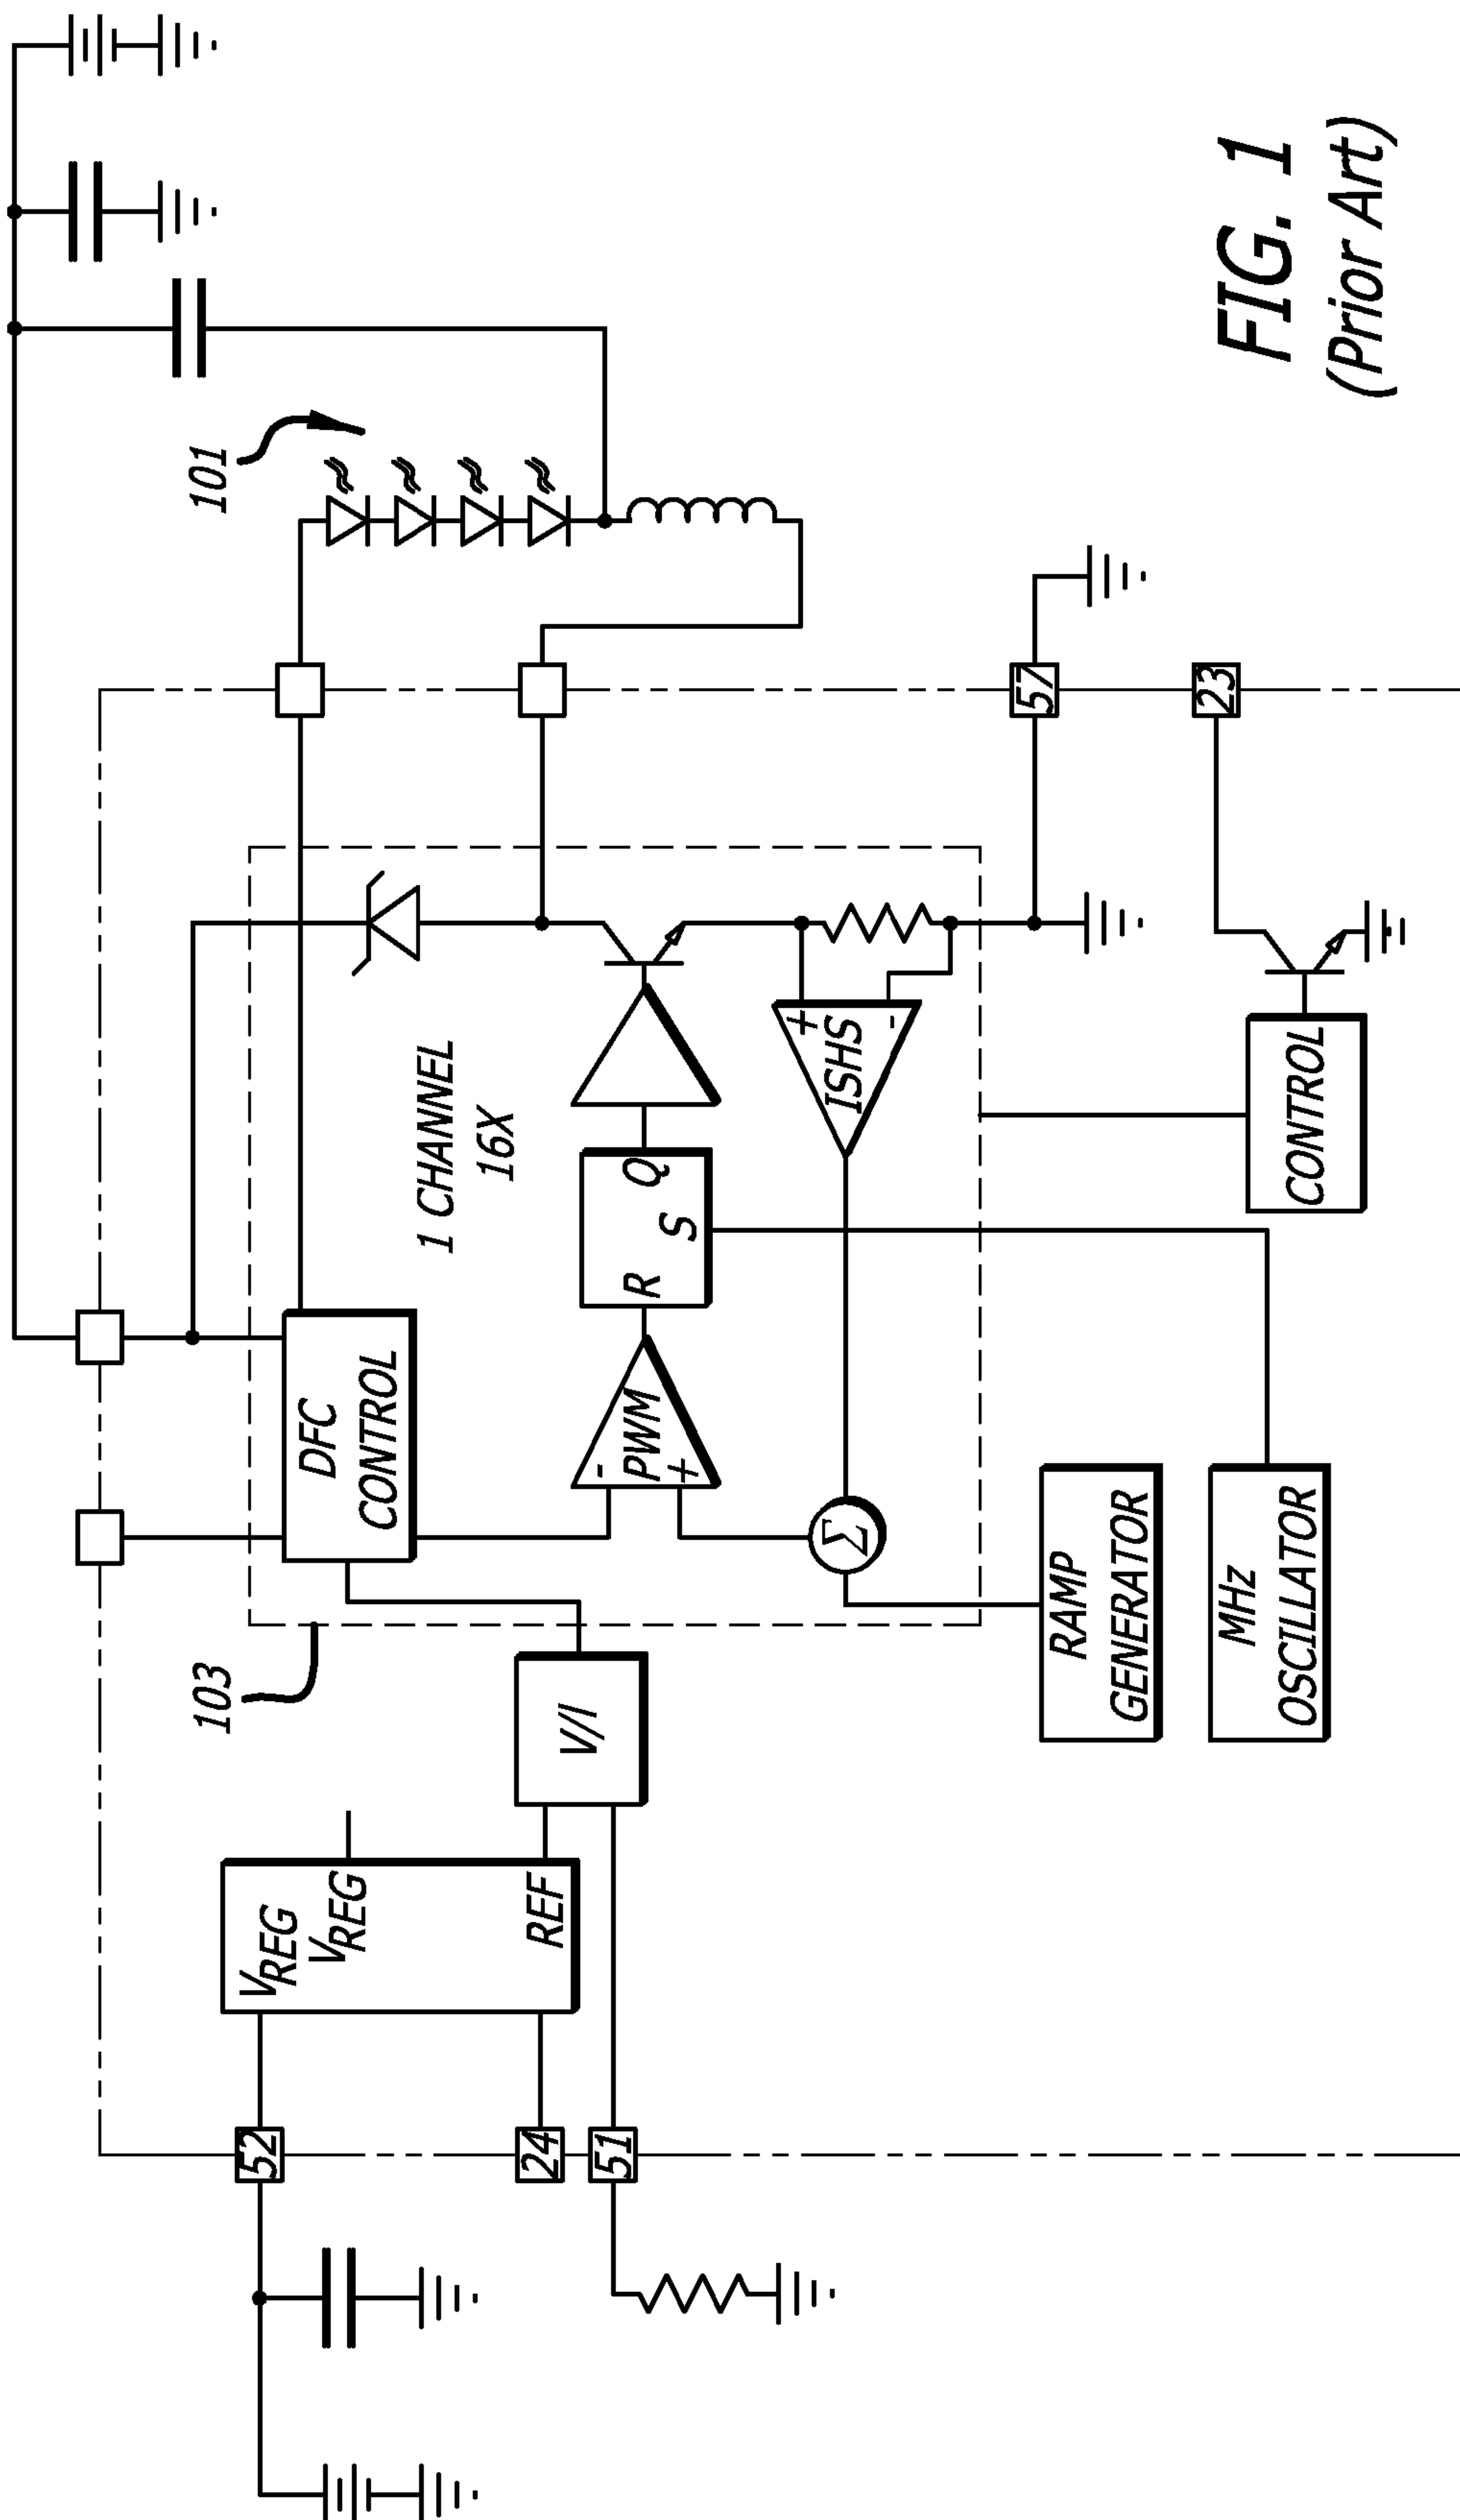 101
103
1 CHANNEL
16X
DFC
CONTROL
VREG
VREG
REF
V/I
-
PWM
+
R
S
Q
+
ISHS
-
Σ
52
24
51
57
23
RAMP
GENERATOR
MHz
OSCILLATOR
CONTROL
FIG. 1
(Prior Art)